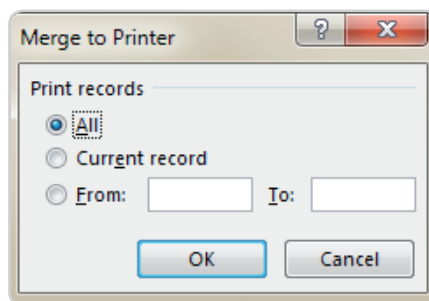 Merge to Printer
Print records
All
Current record
From: To:
OK Cancel